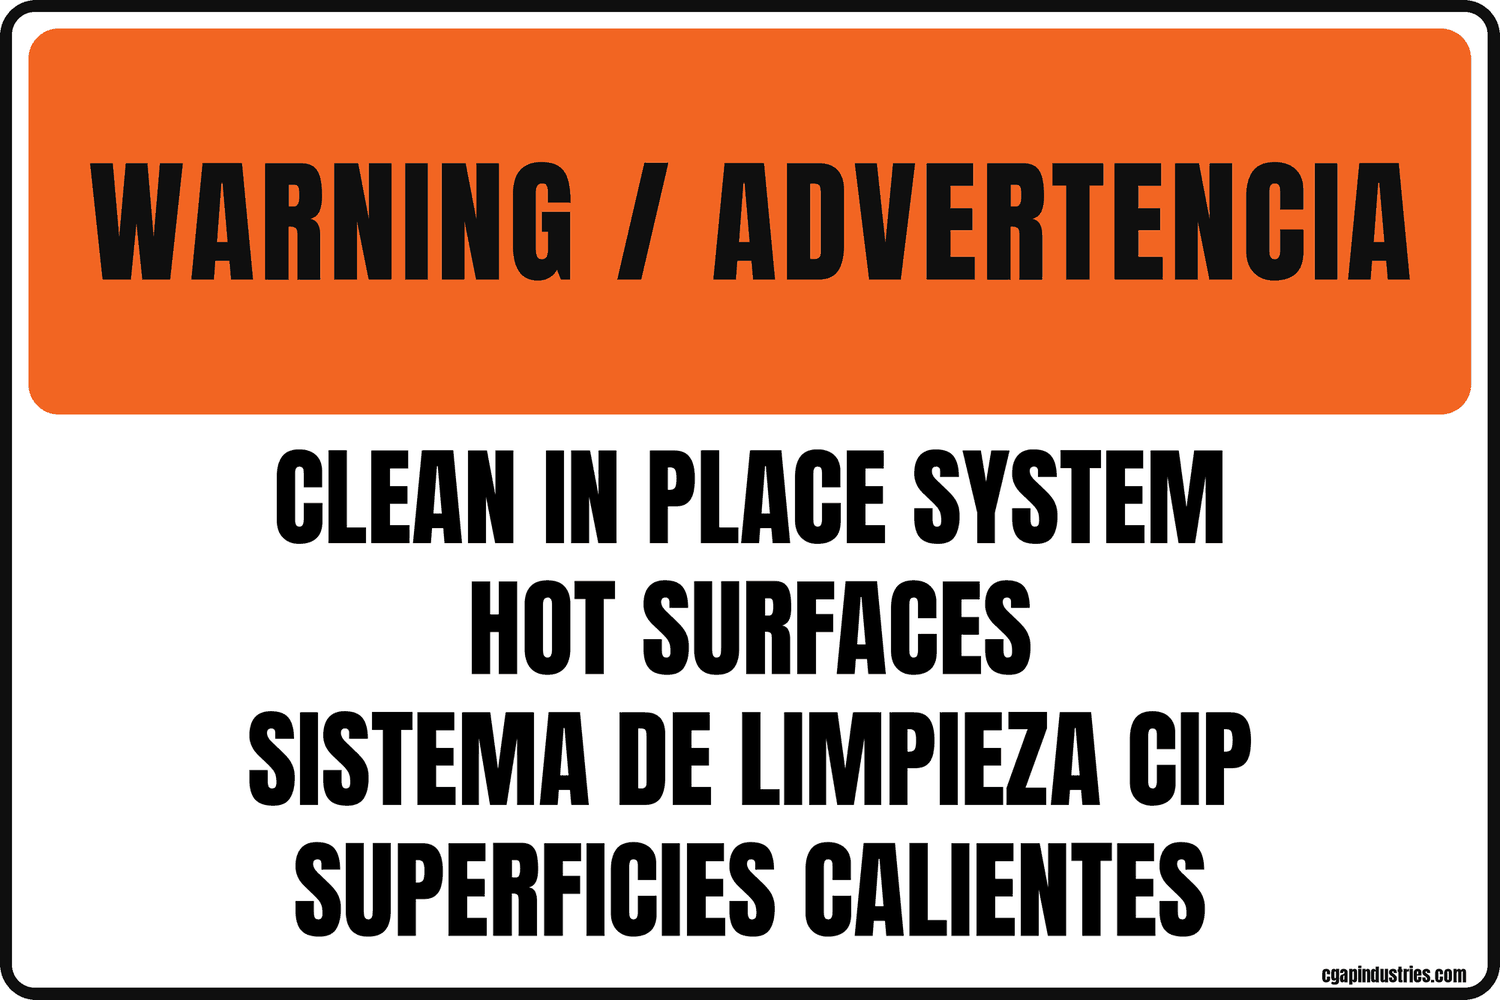 WARNING / ADVERTENCIA
CLEAN IN PLACE SYSTEM
HOT SURFACES
SISTEMA DE LIMPIEZA CIP
SUPERFICIES CALIENTES
cgapindustries.com